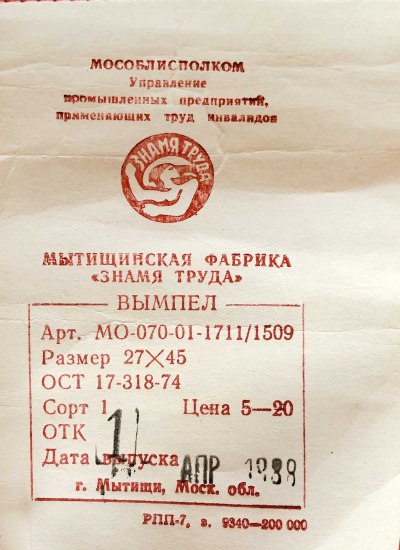 МОСОБЛИСПОЛКОМ
Управление
промышленных предприятий,
применяющих труд инвалидов
ЗНАМЯ ТРУДА
МЫТИЩИНСКАЯ ФАБРИКА
«ЗНАМЯ ТРУДА»
ВЫМПЕЛ
Арт. МО-070-01-1711/1509
Размер 27×45
ОСТ 17-318-74
Сорт 1 Цена 5—20
ОТК 1
Дата выпуска АПР 1988
г. Мытищи, Моск. обл.
РПП-7, з. 9340—200 000